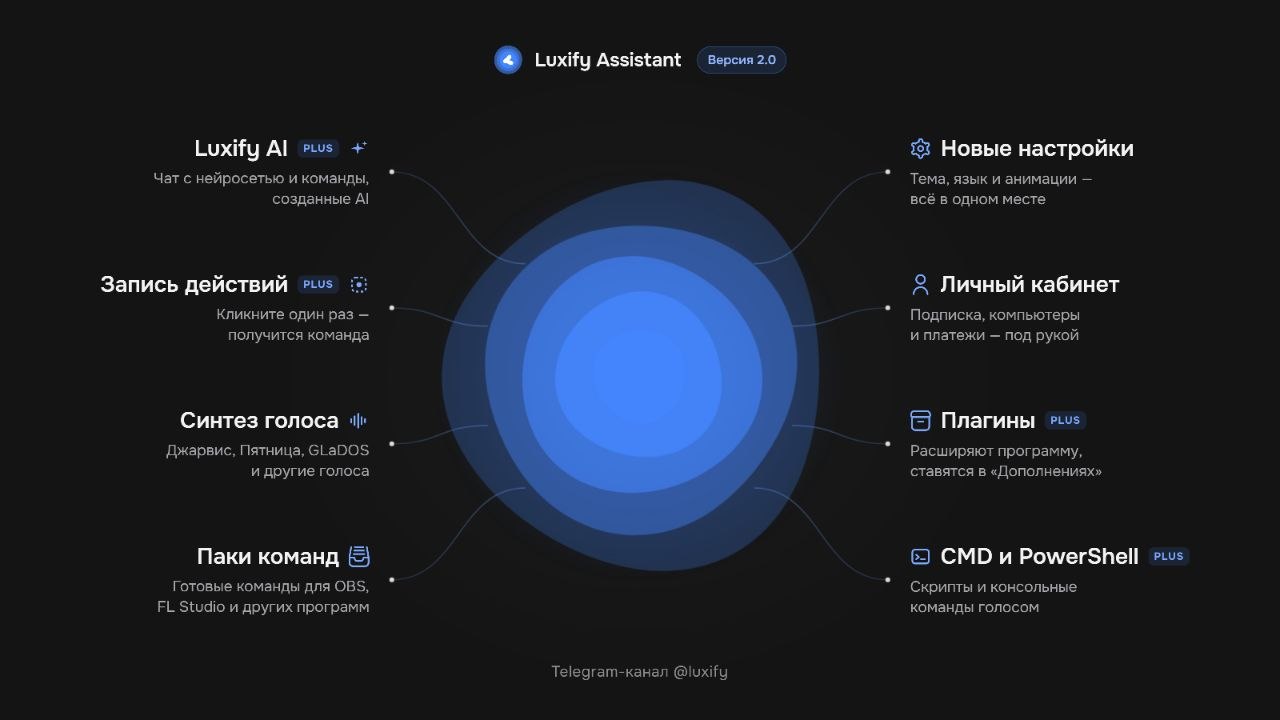 Luxify Assistant Версия 2.0
Luxify AI PLUS
Чат с нейросетью и команды,
созданные AI
Запись действий PLUS
Кликните один раз —
получится команда
Синтез голоса
Джарвис, Пятница, GLaDOS
и другие голоса
Паки команд
Готовые команды для OBS,
FL Studio и других программ
Новые настройки
Тема, язык и анимации —
всё в одном месте
Личный кабинет
Подписка, компьютеры
и платежи — под рукой
Плагины PLUS
Расширяют программу,
ставятся в «Дополнениях»
CMD и PowerShell PLUS
Скрипты и консольные
команды голосом
Telegram-канал @luxify